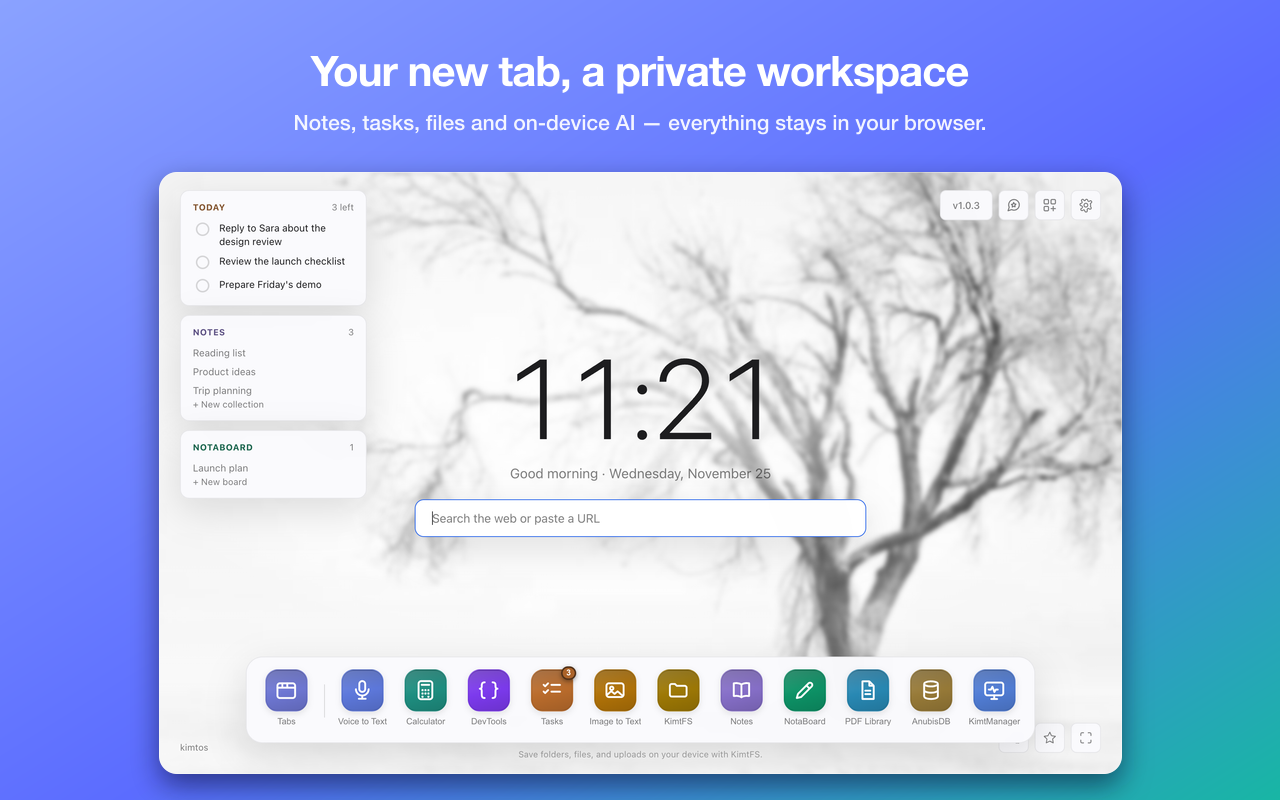 Your new tab, a private workspace
Notes, tasks, files and on-device AI — everything stays in your browser.
TODAY 3 left
Reply to Sara about the
design review
Review the launch checklist
Prepare Friday's demo
NOTES 3
Reading list
Product ideas
Trip planning
+ New collection
NOTABOARD 1
Launch plan
+ New board
v1.0.3
11:21
Good morning · Wednesday, November 25
Search the web or paste a URL
3
Tabs Voice to Text Calculator DevTools Tasks Image to Text KimtFS Notes NotaBoard PDF Library AnubisDB KimtManager
kimtos
Save folders, files, and uploads on your device with KimtFS.